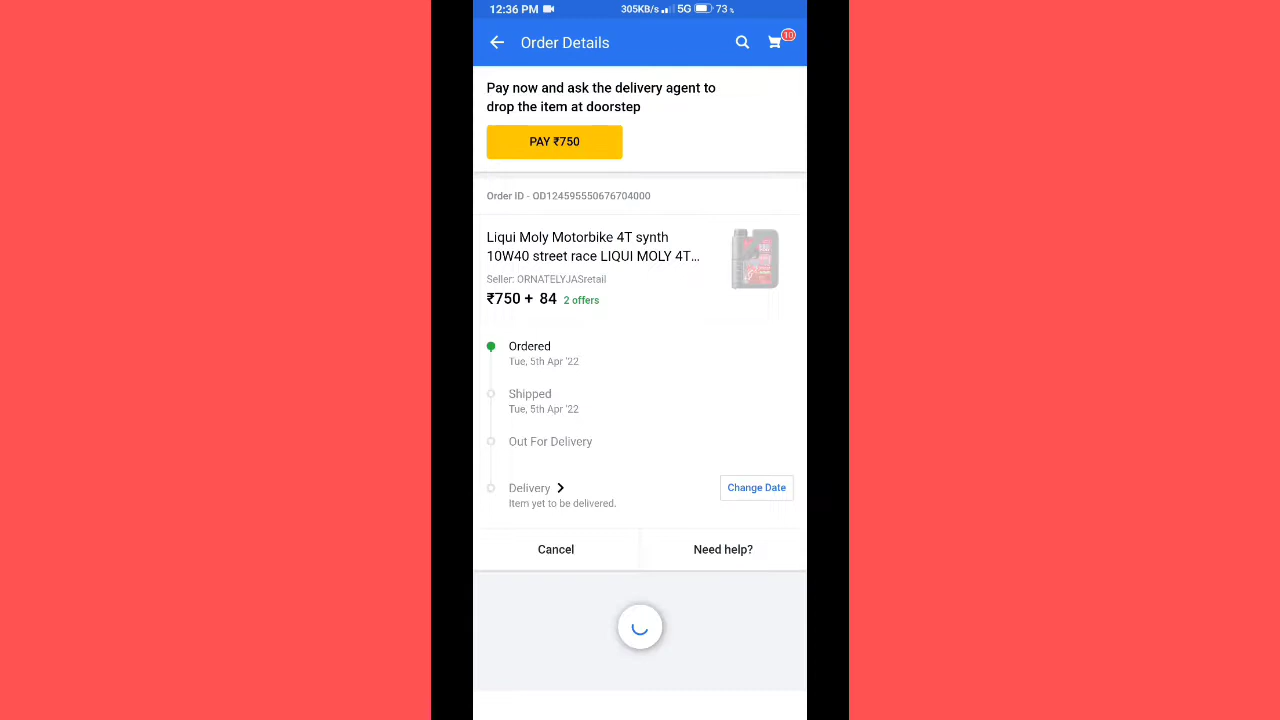 12:36 PM 305KB/s 5G 73 %
Order Details 10
Pay now and ask the delivery agent to
drop the item at doorstep
PAY ₹750
Order ID - OD124595550676704000
Liqui Moly Motorbike 4T synth
10W40 street race LIQUI MOLY 4T...
Seller: ORNATELYJASretail
₹750 + 84 2 offers
Ordered
Tue, 5th Apr '22
Shipped
Tue, 5th Apr '22
Out For Delivery
Delivery
Change Date
Item yet to be delivered.
Cancel Need help?